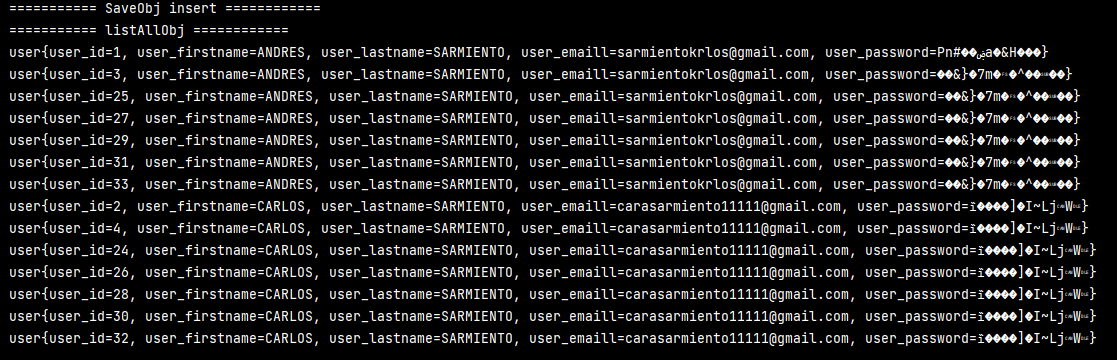 =========== SaveObj insert ============
=========== listAllObj ============
user{user_id=1, user_firstname=ANDRES, user_lastname=SARMIENTO, user_emaill=sarmientokrlos@gmail.com, user_password=Pn#��ضa�&H���}
user{user_id=3, user_firstname=ANDRES, user_lastname=SARMIENTO, user_emaill=sarmientokrlos@gmail.com, user_password=��&}�7m��^����}
user{user_id=25, user_firstname=ANDRES, user_lastname=SARMIENTO, user_emaill=sarmientokrlos@gmail.com, user_password=��&}�7m��^����}
user{user_id=27, user_firstname=ANDRES, user_lastname=SARMIENTO, user_emaill=sarmientokrlos@gmail.com, user_password=��&}�7m��^����}
user{user_id=29, user_firstname=ANDRES, user_lastname=SARMIENTO, user_emaill=sarmientokrlos@gmail.com, user_password=��&}�7m��^����}
user{user_id=31, user_firstname=ANDRES, user_lastname=SARMIENTO, user_emaill=sarmientokrlos@gmail.com, user_password=��&}�7m��^����}
user{user_id=33, user_firstname=ANDRES, user_lastname=SARMIENTO, user_emaill=sarmientokrlos@gmail.com, user_password=��&}�7m��^����}
user{user_id=2, user_firstname=CARLOS, user_lastname=SARMIENTO, user_emaill=carasarmiento11111@gmail.com, user_password=����]�I~LjW}
user{user_id=4, user_firstname=CARLOS, user_lastname=SARMIENTO, user_emaill=carasarmiento11111@gmail.com, user_password=����]�I~LjW}
user{user_id=24, user_firstname=CARLOS, user_lastname=SARMIENTO, user_emaill=carasarmiento11111@gmail.com, user_password=����]�I~LjW}
user{user_id=26, user_firstname=CARLOS, user_lastname=SARMIENTO, user_emaill=carasarmiento11111@gmail.com, user_password=����]�I~LjW}
user{user_id=28, user_firstname=CARLOS, user_lastname=SARMIENTO, user_emaill=carasarmiento11111@gmail.com, user_password=����]�I~LjW}
user{user_id=30, user_firstname=CARLOS, user_lastname=SARMIENTO, user_emaill=carasarmiento11111@gmail.com, user_password=����]�I~LjW}
user{user_id=32, user_firstname=CARLOS, user_lastname=SARMIENTO, user_emaill=carasarmiento11111@gmail.com, user_password=����]�I~LjW}